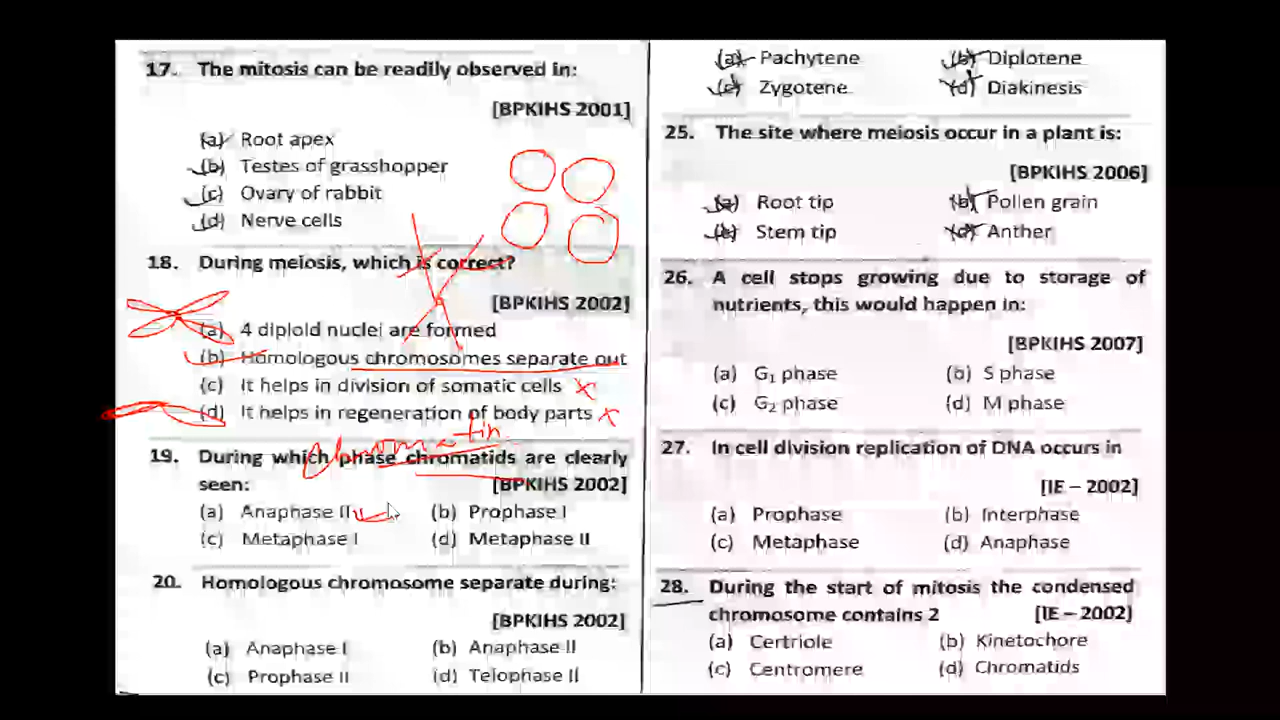 17. The mitosis can be readily observed in:
[BPKIHS 2001]
(a) Root apex
(b) Testes of grasshopper
(c) Ovary of rabbit
(d) Nerve cells
18. During meiosis, which is correct?
[BPKIHS 2002]
(a) 4 diploid nuclei are formed
(b) Homologous chromosomes separate out
(c) It helps in division of somatic cells
(d) It helps in regeneration of body parts
Chromatin
19. During which phase chromatids are clearly
seen: [BPKIHS 2002]
(a) Anaphase II (b) Prophase I
(c) Metaphase I (d) Metaphase II
20. Homologous chromosome separate during:
[BPKIHS 2002]
(a) Anaphase I (b) Anaphase II
(c) Prophase II (d) Telophase II
(a) Pachytene (b) Diplotene
(c) Zygotene (d) Diakinesis
25. The site where meiosis occur in a plant is:
[BPKIHS 2006]
(a) Root tip (b) Pollen grain
(c) Stem tip (d) Anther
26. A cell stops growing due to storage of
nutrients, this would happen in:
[BPKIHS 2007]
(a) G₁ phase (b) S phase
(c) G₂ phase (d) M phase
27. In cell division replication of DNA occurs in
[IE – 2002]
(a) Prophase (b) Interphase
(c) Metaphase (d) Anaphase
28. During the start of mitosis the condensed
chromosome contains 2 [IE – 2002]
(a) Certriole (b) Kinetochore
(c) Centromere (d) Chromatids